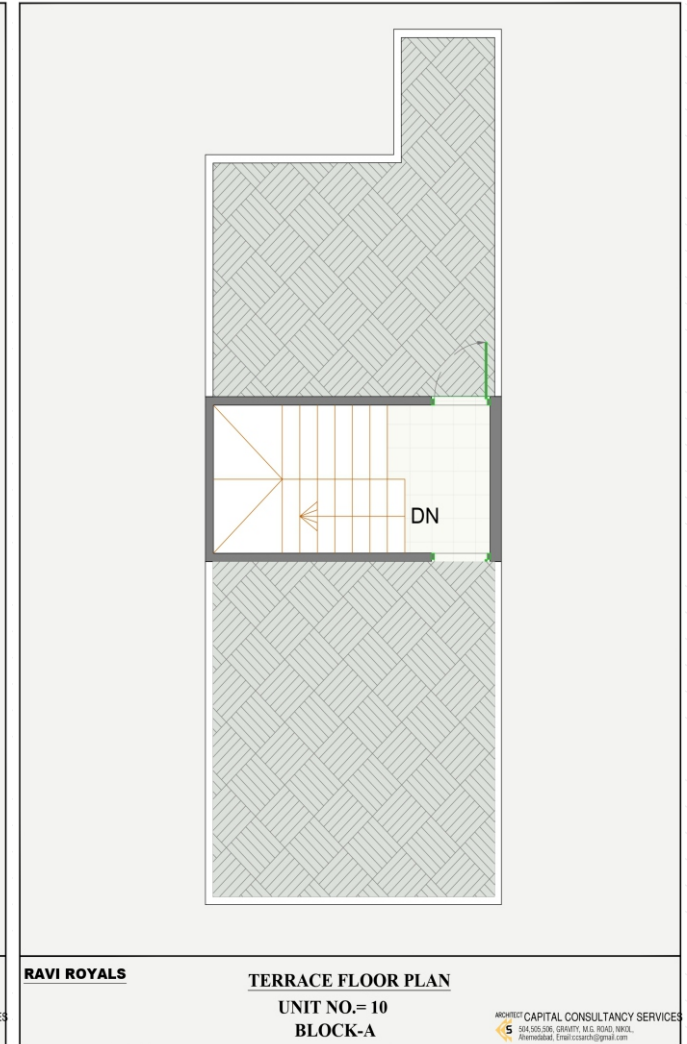 DN
RAVI ROYALS
TERRACE FLOOR PLAN
UNIT NO.= 10
BLOCK-A
ARCHITECT CAPITAL CONSULTANCY SERVICES
S 504,505,506, GRAVITY, M.G. ROAD, NIKOL,
Ahemedabad, Email:ccsarch@gmail.com